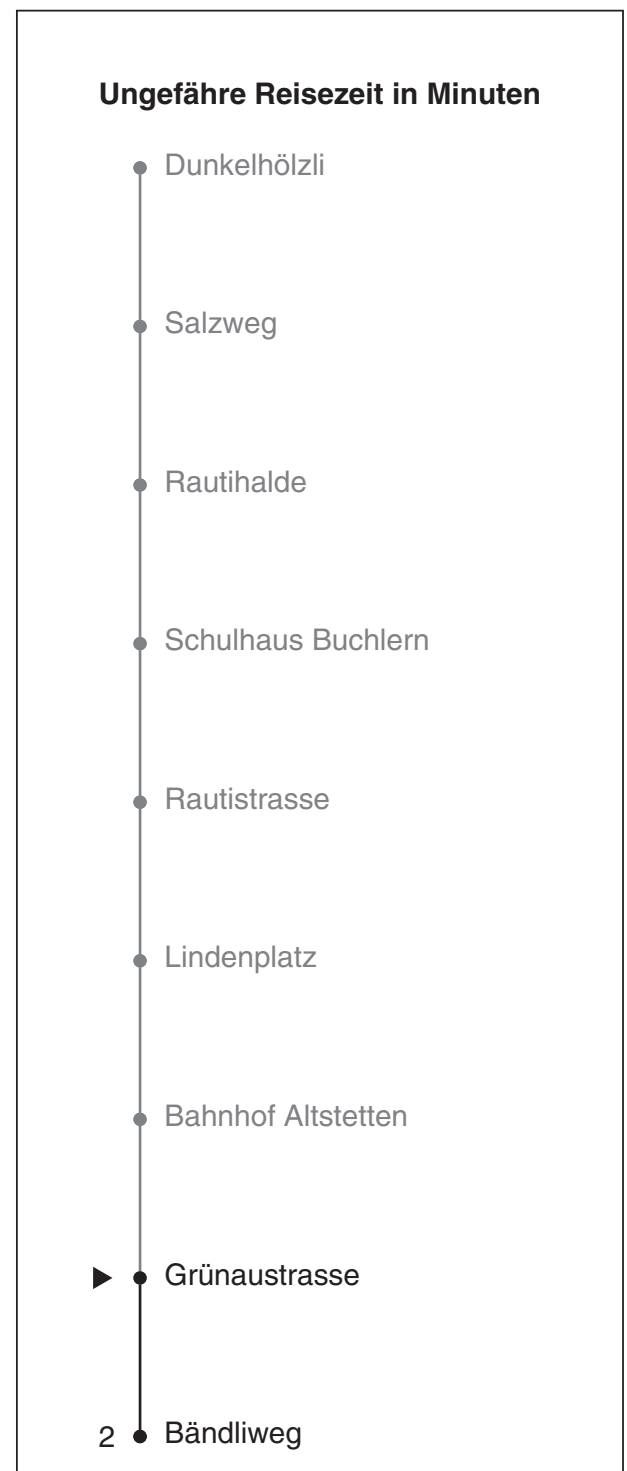 Ungefähre Reisezeit in Minuten
Dunkelhölzli
Salzweg
Rautihalde
Schulhaus Buchlern
Rautistrasse
Lindenplatz
Bahnhof Altstetten
Grünaustrasse
2 Bändliweg